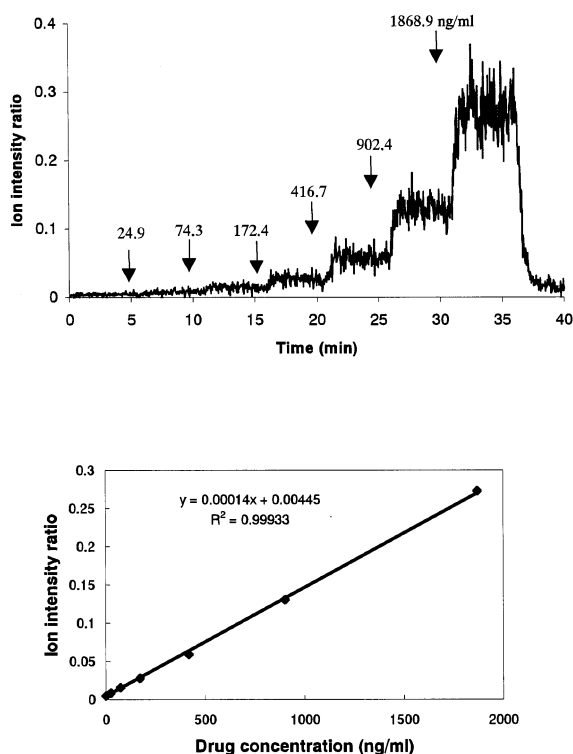 0.4
0.3
0.2
0.1
0
Ion intensity ratio
24.9
74.3
172.4
416.7
902.4
1868.9 ng/ml
0 5 10 15 20 25 30 35 40
Time (min)
0.3
0.25
0.2
0.15
0.1
0.05
0
Ion intensity ratio
y = 0.00014x + 0.00445
R² = 0.99933
0 500 1000 1500 2000
Drug concentration (ng/ml)